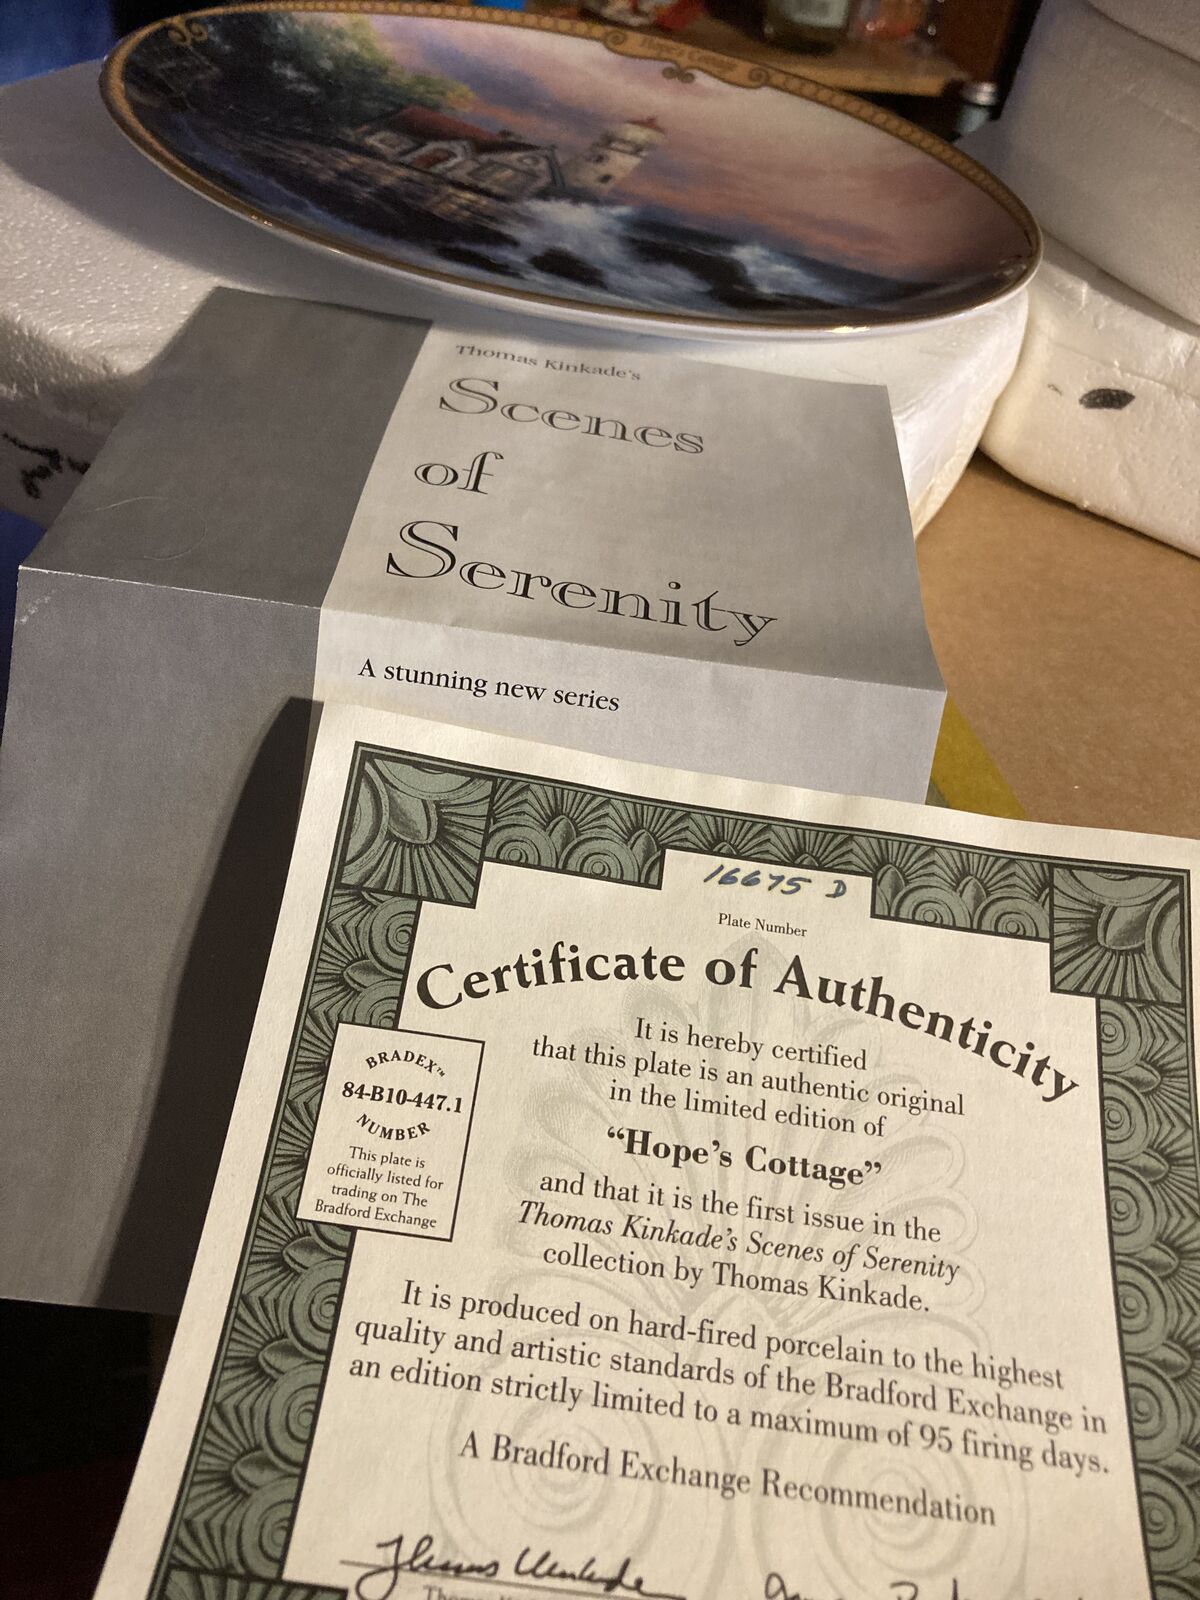 Hope's Cottage
Thomas Kinkade's
Scenes
of
Serenity
A stunning new series
16675 D
Plate Number
Certificate of Authenticity
It is hereby certified
that this plate is an authentic original
in the limited edition of
“Hope’s Cottage”
and that it is the first issue in the
Thomas Kinkade’s Scenes of Serenity
collection by Thomas Kinkade.
It is produced on hard-fired porcelain to the highest
quality and artistic standards of the Bradford Exchange in
an edition strictly limited to a maximum of 95 firing days.
A Bradford Exchange Recommendation
BRADEX™
84-B10-447.1
NUMBER
This plate is
officially listed for
trading on The
Bradford Exchange
Thomas Kinkade